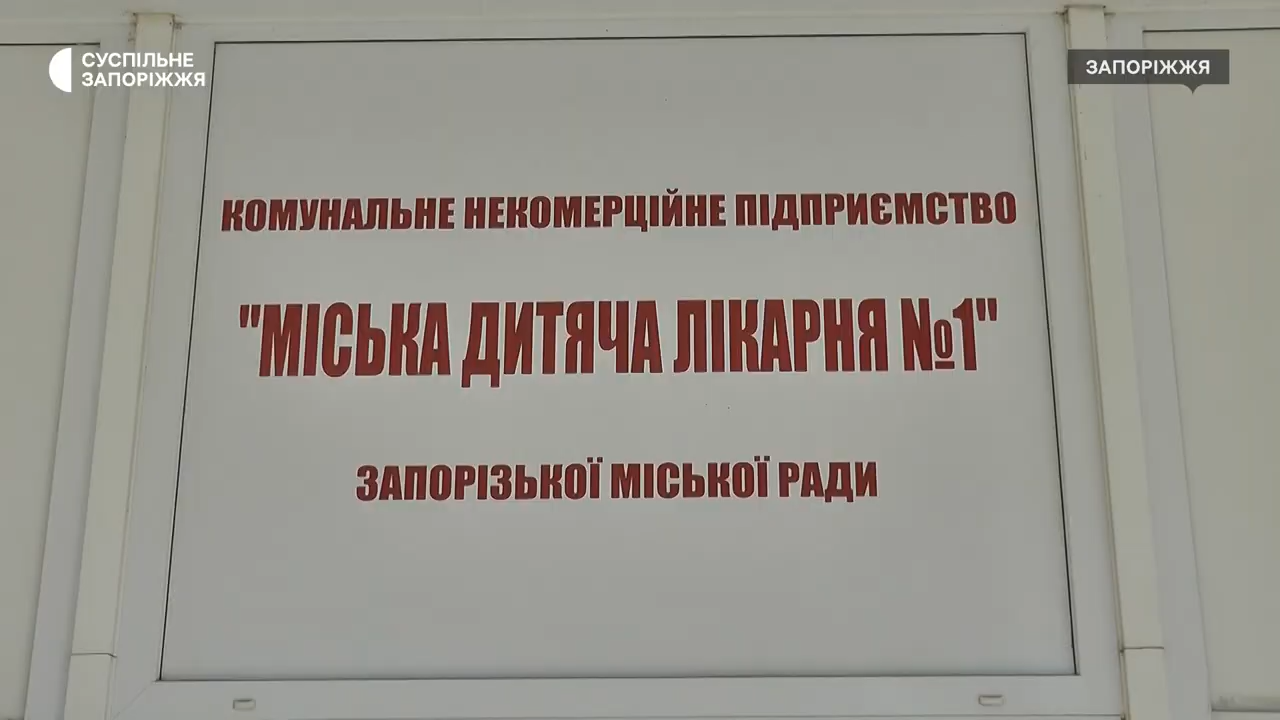 СУСПІЛЬНЕ
ЗАПОРІЖЖЯ
ЗАПОРІЖЖЯ
КОМУНАЛЬНЕ НЕКОМЕРЦІЙНЕ ПІДПРИЄМСТВО
"МІСЬКА ДИТЯЧА ЛІКАРНЯ №1"
ЗАПОРІЗЬКОЇ МІСЬКОЇ РАДИ